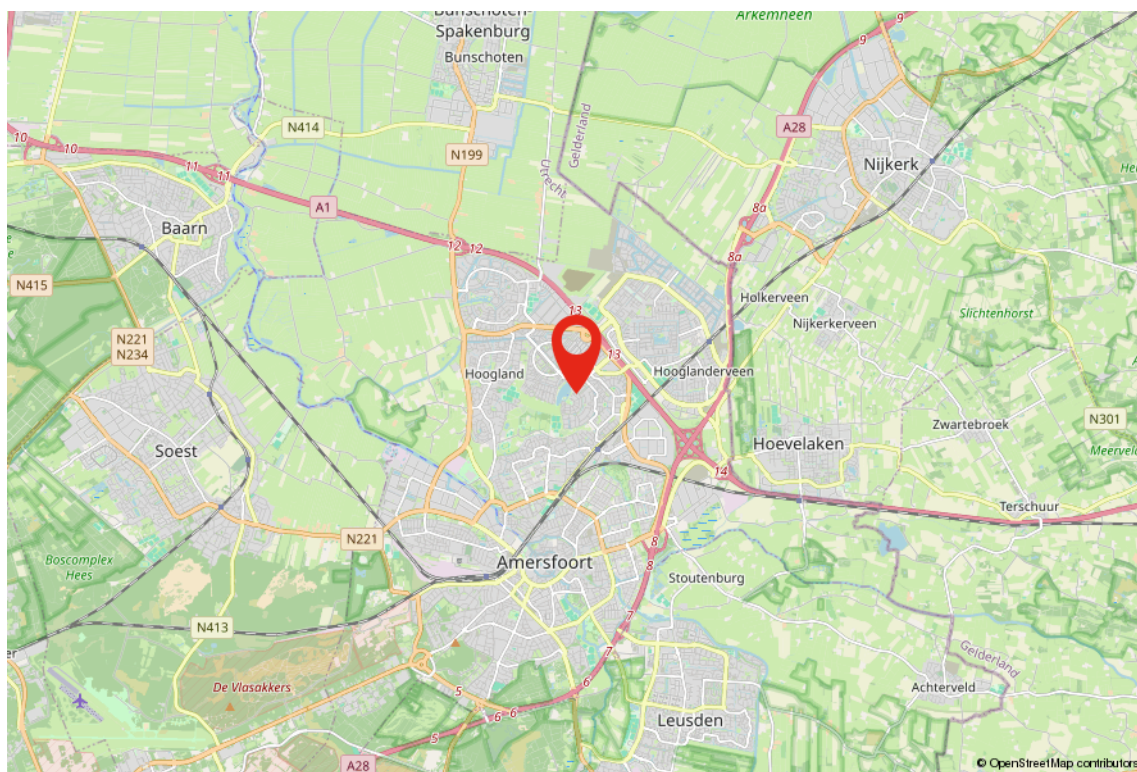 Bunschoten-
Spakenburg
Bunschoten
Arkemheen
9
9
N414
N199
A28
Gelderland
Utrecht
Nijkerk
10
10
11
11
A1
Baarn
8a
8a
12
12
N415
13
Holkerveen
Nijkerkerveen
Slichtenhorst
N221
N234
13
Hoogland
Hooglanderveen
N301
Zwartebroek
Soest
Hoevelaken
14
Terschuur
N221
8
8
Boscomplex
Hees
Amersfoort
Stoutenburg
7
7
N413
Gelderland
De Vlasakkers
5
6
6
6
5
Achterveld
Leusden
A28
© OpenStreetMap contributors